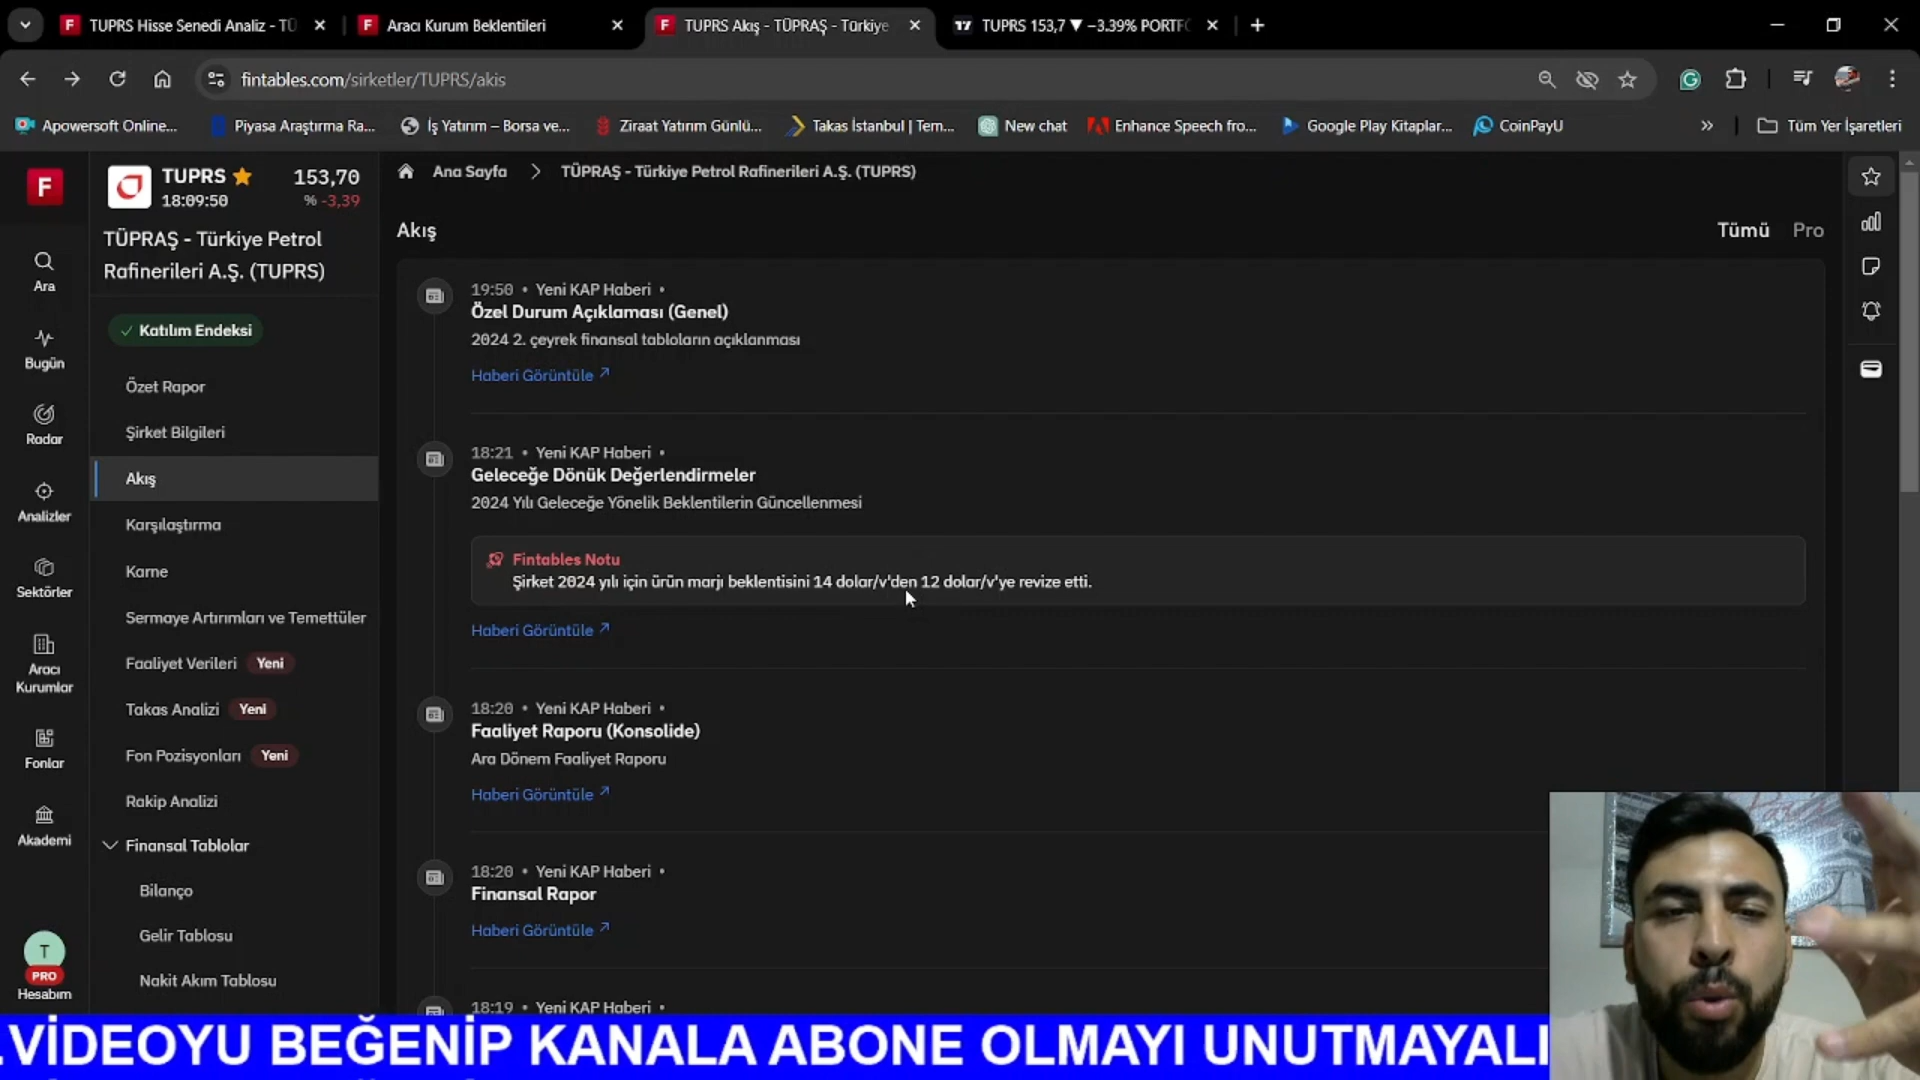 TUPRS Hisse Senedi Analiz - TÜ
Aracı Kurum Beklentileri
TUPRS Akış - TÜPRAŞ - Türkiye
TUPRS 153,7 ▼ −3.39% PORTF
fintables.com/sirketler/TUPRS/akis
Apowersoft Online...
Piyasa Araştırma Ra...
İş Yatırım – Borsa ve...
Ziraat Yatırım Günlü...
Takas İstanbul | Tem...
New chat
Enhance Speech fro...
Google Play Kitaplar...
CoinPayU
»
Tüm Yer İşaretleri
F
Ara
Bugün
Radar
Analizler
Sektörler
Aracı
Kurumlar
Fonlar
Akademi
T
PRO
Hesabım
TUPRS 153,70
18:09:50 % -3,39
TÜPRAŞ - Türkiye Petrol
Rafinerileri A.Ş. (TUPRS)
Katılım Endeksi
Özet Rapor
Şirket Bilgileri
Akış
Karşılaştırma
Karne
Sermaye Artırımları ve Temettüler
Faaliyet Verileri Yeni
Takas Analizi Yeni
Fon Pozisyonları Yeni
Rakip Analizi
Finansal Tablolar
Bilanço
Gelir Tablosu
Nakit Akım Tablosu
Ana Sayfa > TÜPRAŞ - Türkiye Petrol Rafinerileri A.Ş. (TUPRS)
Akış
Tümü Pro
19:50 • Yeni KAP Haberi •
Özel Durum Açıklaması (Genel)
2024 2. çeyrek finansal tabloların açıklanması
Haberi Görüntüle
18:21 • Yeni KAP Haberi •
Geleceğe Dönük Değerlendirmeler
2024 Yılı Geleceğe Yönelik Beklentilerin Güncellenmesi
Fintables Notu
Şirket 2024 yılı için ürün marjı beklentisini 14 dolar/v'den 12 dolar/v'ye revize etti.
Haberi Görüntüle
18:20 • Yeni KAP Haberi •
Faaliyet Raporu (Konsolide)
Ara Dönem Faaliyet Raporu
Haberi Görüntüle
18:20 • Yeni KAP Haberi •
Finansal Rapor
Haberi Görüntüle
18:19 • Yeni KAP Haberi •
.VİDEOYU BEĞENİP KANALA ABONE OLMAYI UNUTMAYALI